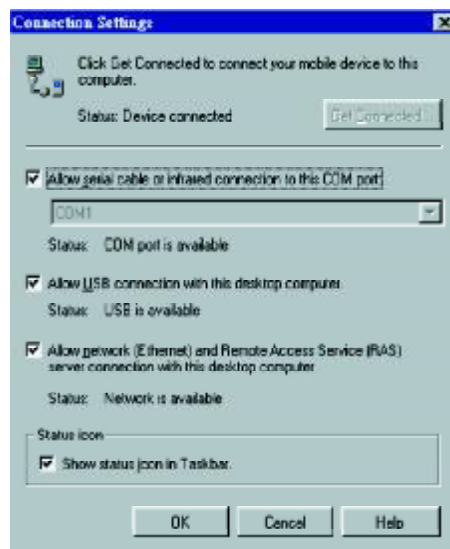 Connection Settings
Click Get Connected to connect your mobile device to this
computer.
Status: Device connected
Get Connected...
Allow serial cable or infrared connection to this COM port:
COM1
Status: COM port is available
Allow USB connection with this desktop computer.
Status: USB is available
Allow network (Ethernet) and Remote Access Service (RAS)
server connection with this desktop computer
Status: Network is available
Status icon
Show status icon in Taskbar.
OK
Cancel
Help